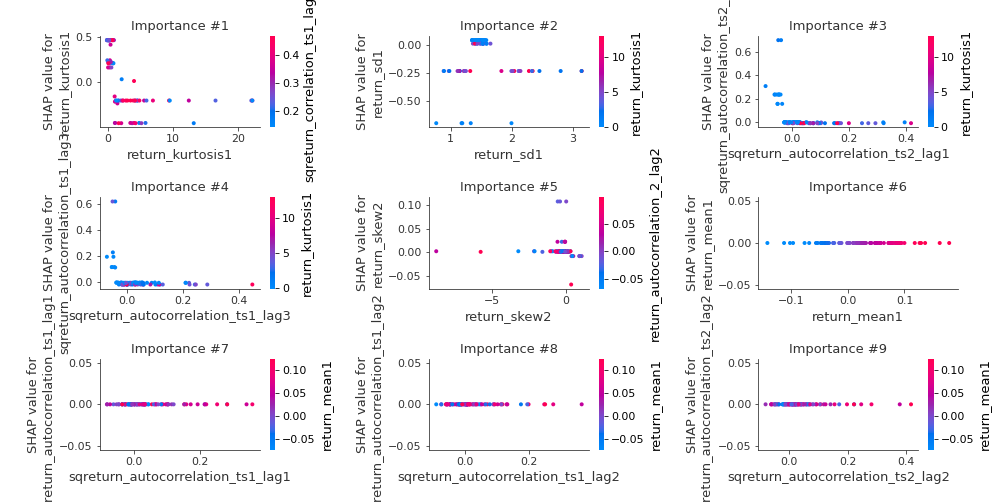 Importance #1
SHAP value for
return_kurtosis1
0.5
0.0
0
10
20
return_kurtosis1
0.4
0.3
0.2
sqreturn_correlation_ts1_lag
Importance #2
SHAP value for
return_sd1
0.00
−0.25
−0.50
1
2
3
return_sd1
10
5
0
return_kurtosis1
Importance #3
SHAP value for
sqreturn_autocorrelation_ts2_lag1
0.6
0.4
0.2
0.0
0.0
0.2
0.4
sqreturn_autocorrelation_ts2_lag1
10
5
0
return_kurtosis1
Importance #4
SHAP value for
sqreturn_autocorrelation_ts1_lag3
0.6
0.4
0.2
0.0
0.0
0.2
0.4
sqreturn_autocorrelation_ts1_lag3
10
5
0
return_kurtosis1
Importance #5
SHAP value for
return_skew2
0.10
0.05
0.00
−0.05
−5
0
return_skew2
0.05
0.00
−0.05
return_autocorrelation_2_lag2
Importance #6
SHAP value for
return_mean1
0.05
0.00
−0.05
−0.1
0.0
0.1
return_mean1
Importance #7
SHAP value for
sqreturn_autocorrelation_ts1_lag1
0.05
0.00
−0.05
0.0
0.2
sqreturn_autocorrelation_ts1_lag1
0.10
0.05
0.00
−0.05
return_mean1
Importance #8
SHAP value for
sqreturn_autocorrelation_ts1_lag2
0.05
0.00
−0.05
0.0
0.2
sqreturn_autocorrelation_ts1_lag2
0.10
0.05
0.00
−0.05
return_mean1
Importance #9
SHAP value for
sqreturn_autocorrelation_ts2_lag2
0.05
0.00
−0.05
0.0
0.2
0.4
sqreturn_autocorrelation_ts2_lag2
0.10
0.05
0.00
−0.05
return_mean1